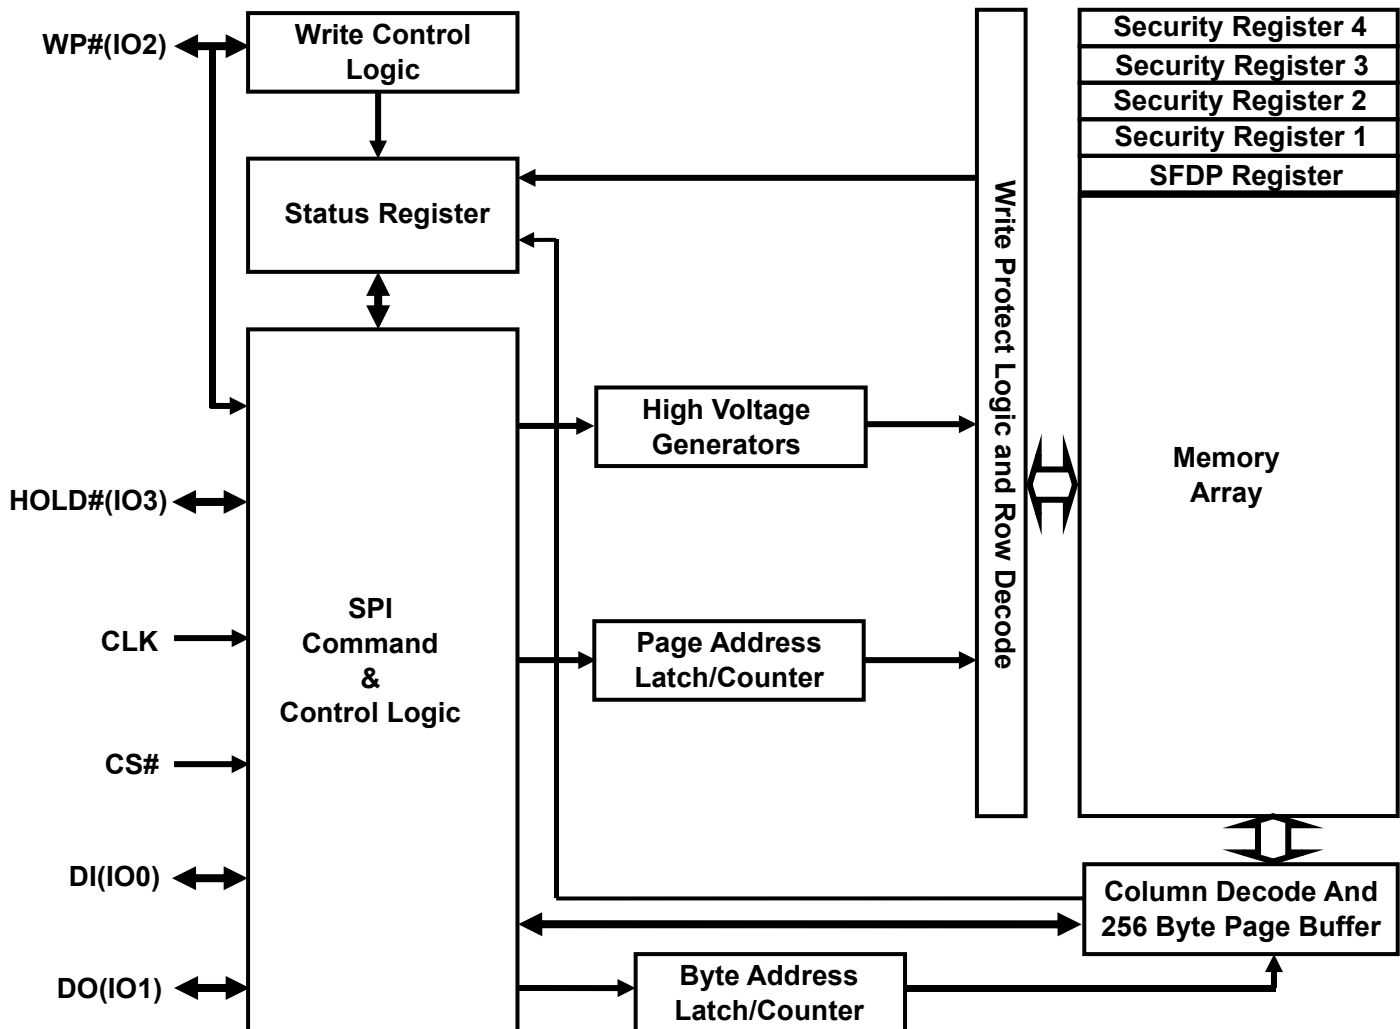 WP#(IO2)
Write Control
Logic
Security Register 4
Security Register 3
Security Register 2
Security Register 1
SFDP Register
Status Register
Write Protect Logic and Row Decode
High Voltage
Generators
Memory
Array
HOLD#(IO3)
SPI
Command
&
Control Logic
CLK
Page Address
Latch/Counter
CS#
DI(IO0)
Column Decode And
256 Byte Page Buffer
DO(IO1)
Byte Address
Latch/Counter